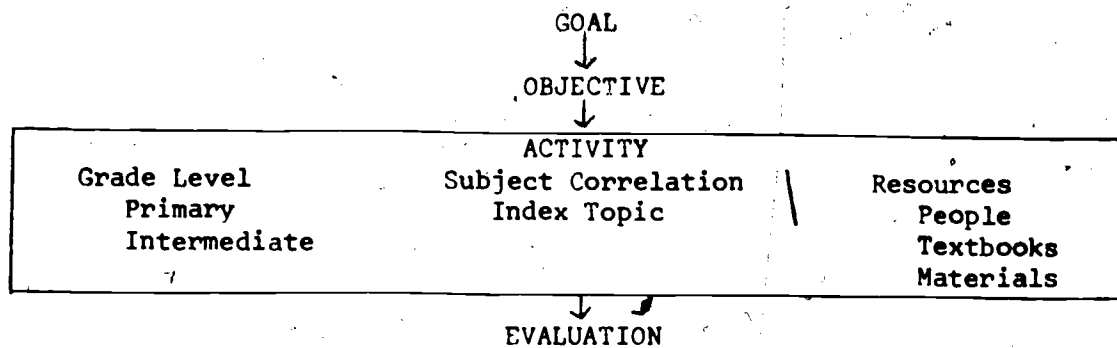 GOAL
OBJECTIVE
ACTIVITY
Grade Level Subject Correlation Resources
Primary Index Topic People
Intermediate Textbooks
Materials
EVALUATION